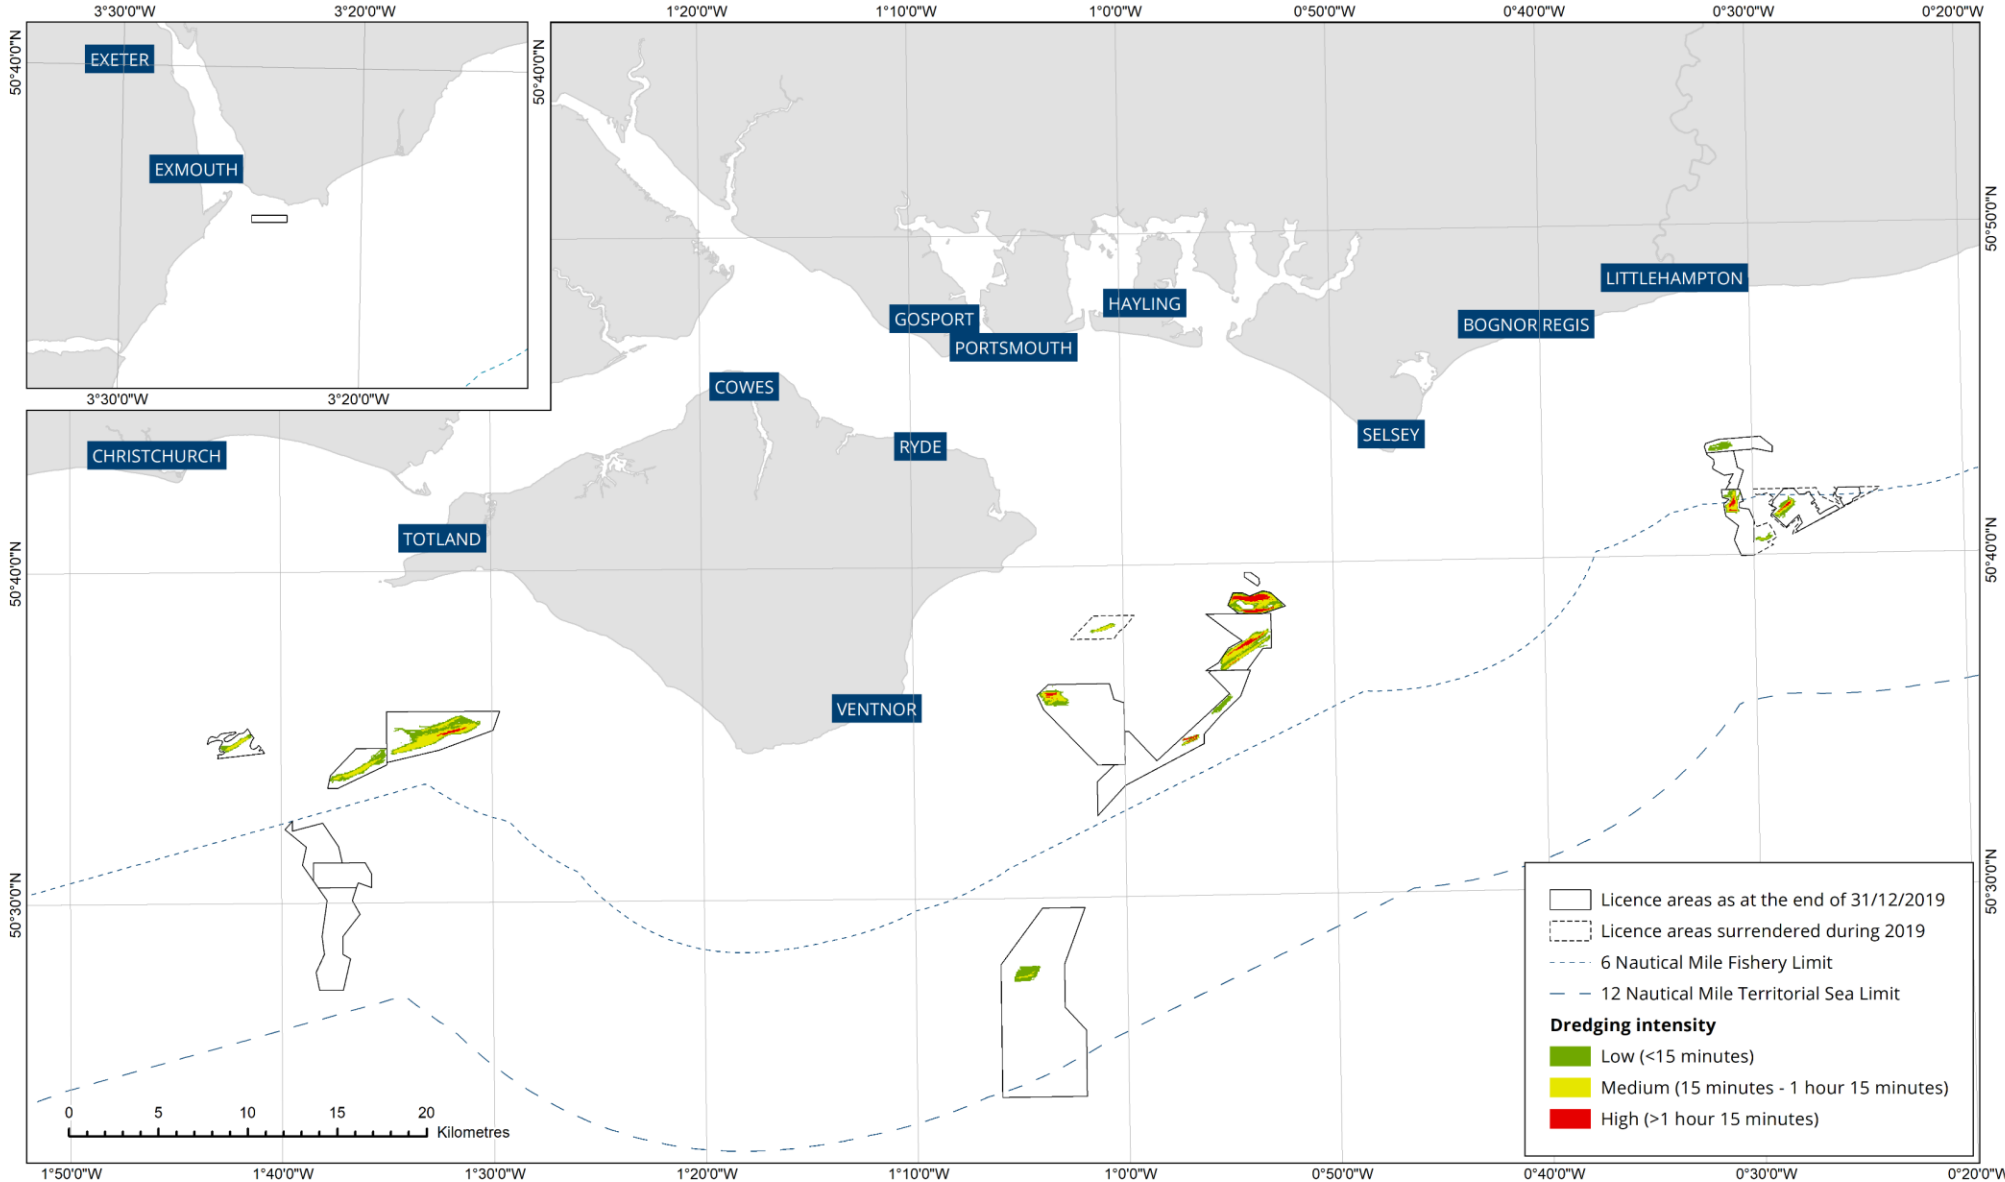 3°30'0"W
3°20'0"W
1°20'0"W
1°10'0"W
1°0'0"W
0°50'0"W
0°40'0"W
0°30'0"W
0°20'0"W
50°40'0"N
50°40'0"N
EXETER
EXMOUTH
50°50'0"N
LITTLEHAMPTON
HAYLING
GOSPORT
BOGNOR REGIS
PORTSMOUTH
COWES
3°30'0"W
3°20'0"W
SELSEY
RYDE
CHRISTCHURCH
TOTLAND
50°40'0"N
50°40'0"N
VENTNOR
50°30'0"N
50°30'0"N
Licence areas as at the end of 31/12/2019
Licence areas surrendered during 2019
6 Nautical Mile Fishery Limit
12 Nautical Mile Territorial Sea Limit
Dredging intensity
Low (<15 minutes)
Medium (15 minutes - 1 hour 15 minutes)
High (>1 hour 15 minutes)
0 5 10 15 20
Kilometres
1°50'0"W
1°40'0"W
1°30'0"W
1°20'0"W
1°10'0"W
1°0'0"W
0°50'0"W
0°40'0"W
0°30'0"W
0°20'0"W